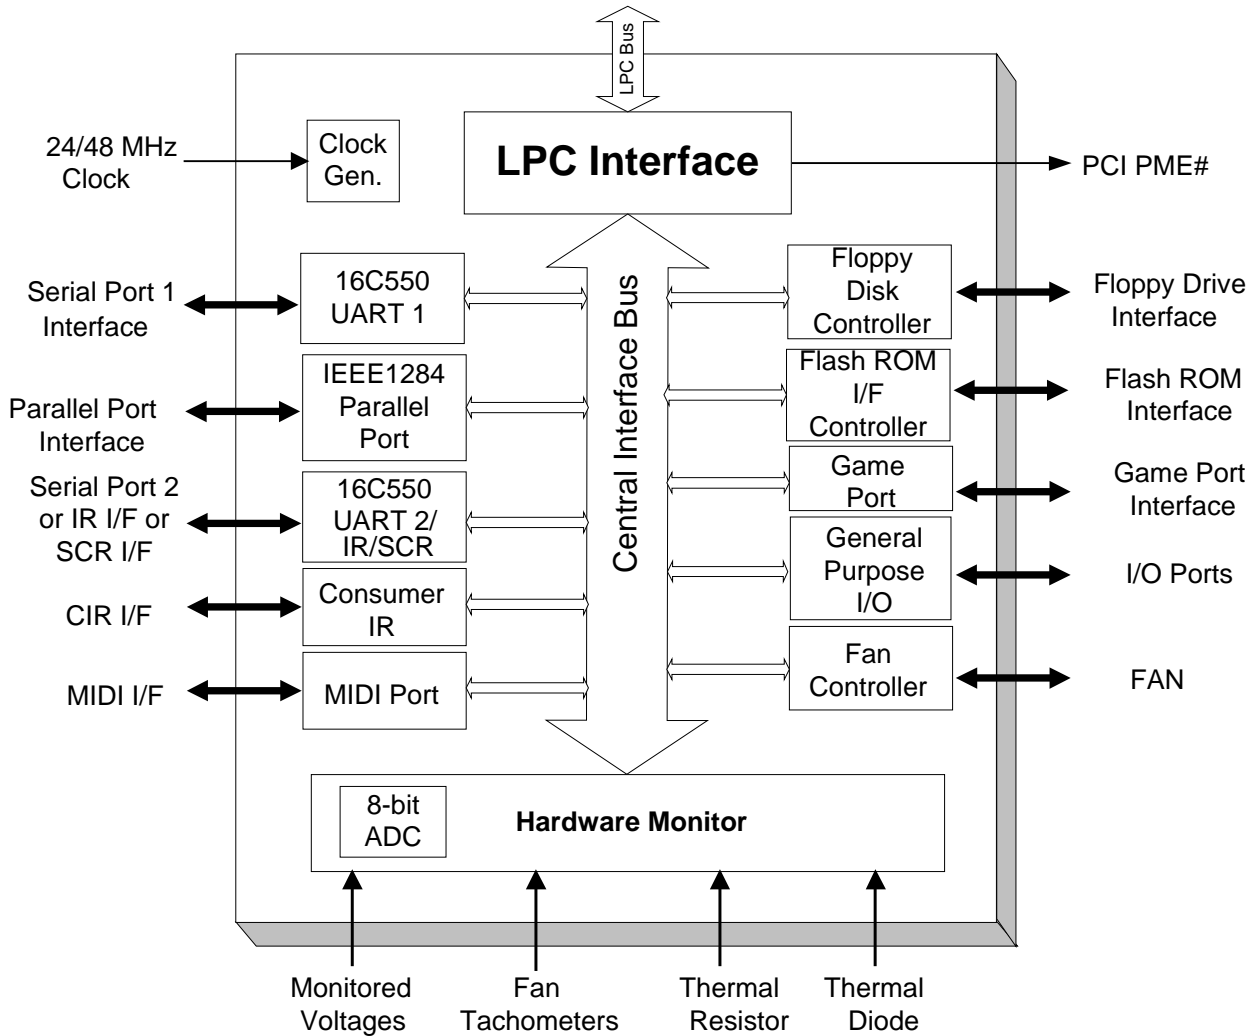 LPC Bus
24/48 MHz
Clock
Clock
Gen.
LPC Interface
PCI PME#
Serial Port 1
Interface
16C550
UART 1
Central Interface Bus
Floppy
Disk
Controller
Floppy Drive
Interface
Parallel Port
Interface
IEEE1284
Parallel
Port
Flash ROM
I/F
Controller
Flash ROM
Interface
Serial Port 2
or IR I/F or
SCR I/F
16C550
UART 2/
IR/SCR
Game
Port
Game Port
Interface
General
Purpose
I/O
I/O Ports
CIR I/F
Consumer
IR
MIDI I/F
MIDI Port
Fan
Controller
FAN
8-bit
ADC
Hardware Monitor
Monitored
Voltages
Fan
Tachometers
Thermal
Resistor
Thermal
Diode